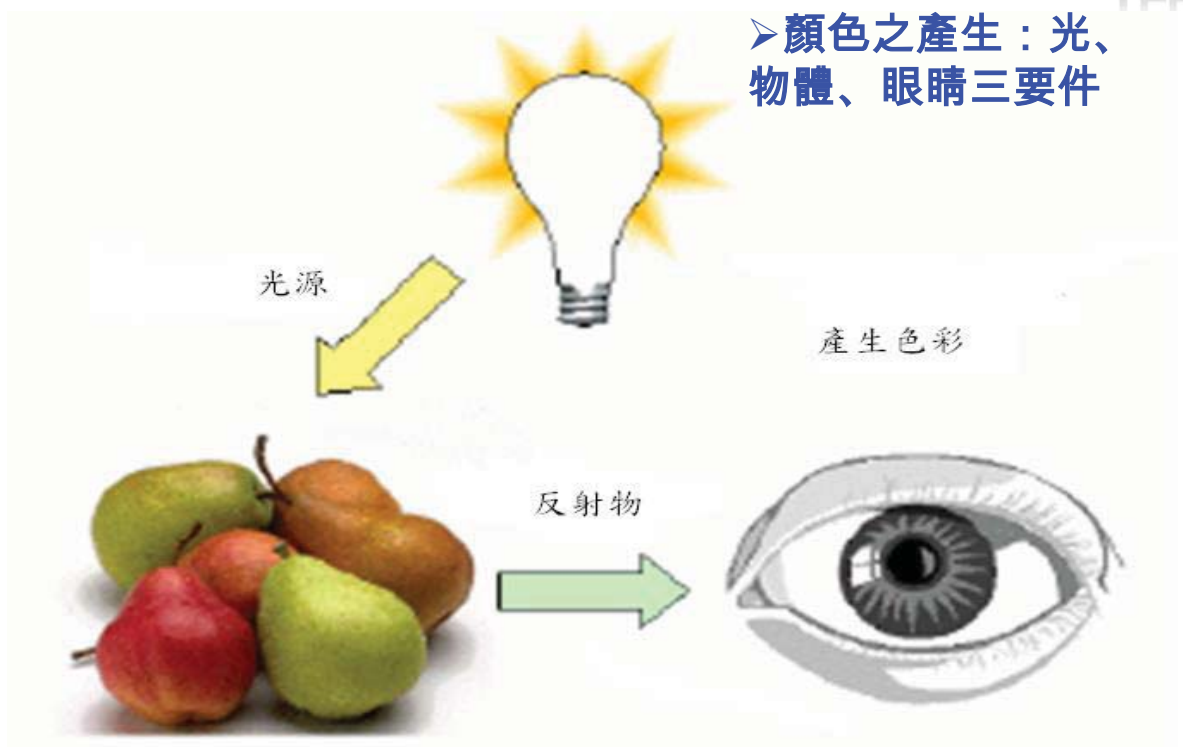 ➢顏色之產生：光、
物體、眼睛三要件
光源
產生色彩
反射物